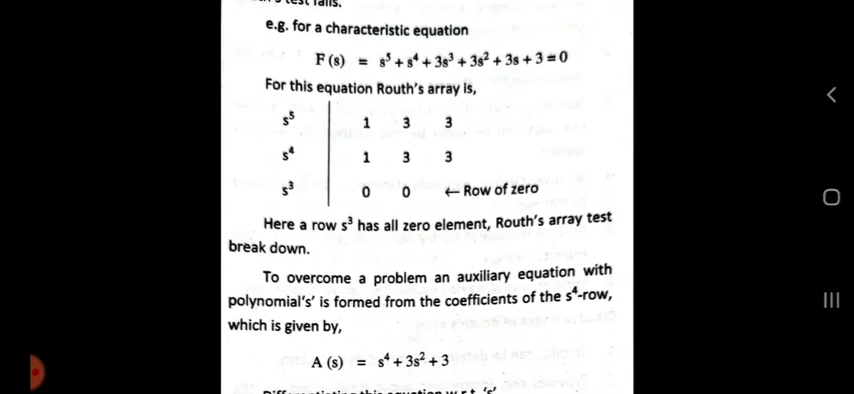 e.g. for a characteristic equation
F (s) = s⁵ + s⁴ + 3s³ + 3s² + 3s + 3 = 0
For this equation Routh's array is,
s⁵ 1 3 3
s⁴ 1 3 3
s³ 0 0 ← Row of zero
Here a row s³ has all zero element, Routh's array test
break down.
To overcome a problem an auxiliary equation with
polynomial's' is formed from the coefficients of the s⁴-row,
which is given by,
A (s) = s⁴ + 3s² + 3